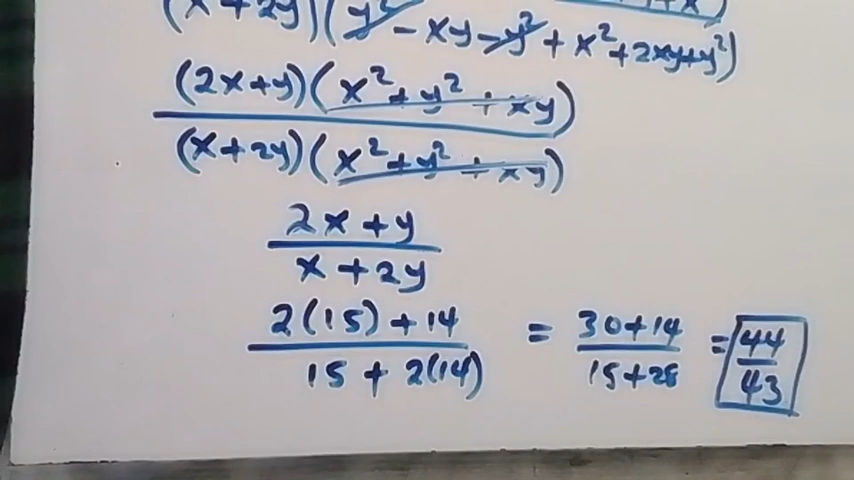 (x+2y)(y² - xy - y² + x² + 2xy + y²)
(2x+y)(x²+y²+xy)
(x+2y)(x²+y²+xy)
2x+y
x+2y
2(15)+14 = 30+14 = 44
15+2(14) 15+28 43